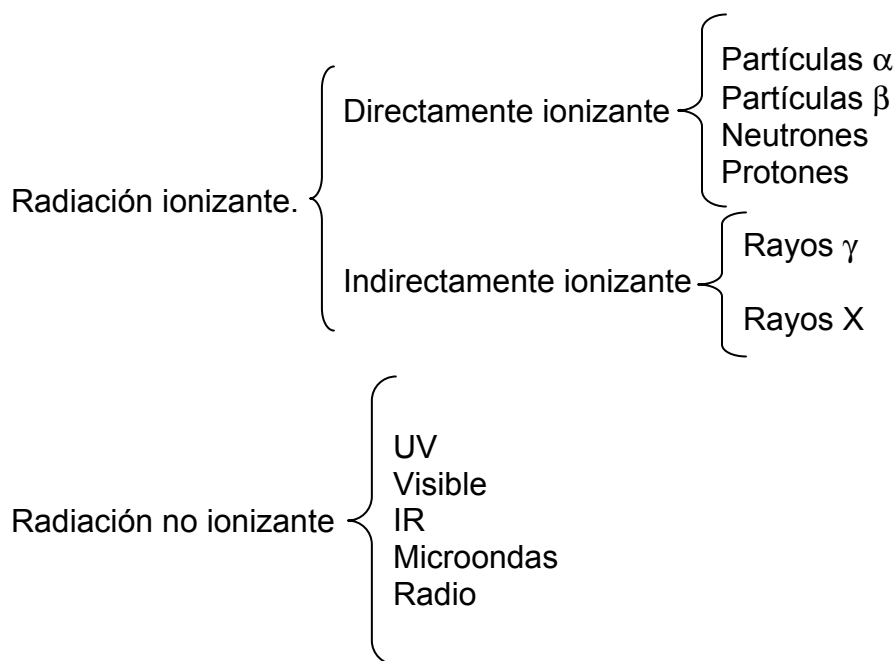 Radiación ionizante.
Directamente ionizante
Partículas α
Partículas β
Neutrones
Protones
Indirectamente ionizante
Rayos γ
Rayos X
Radiación no ionizante
UV
Visible
IR
Microondas
Radio